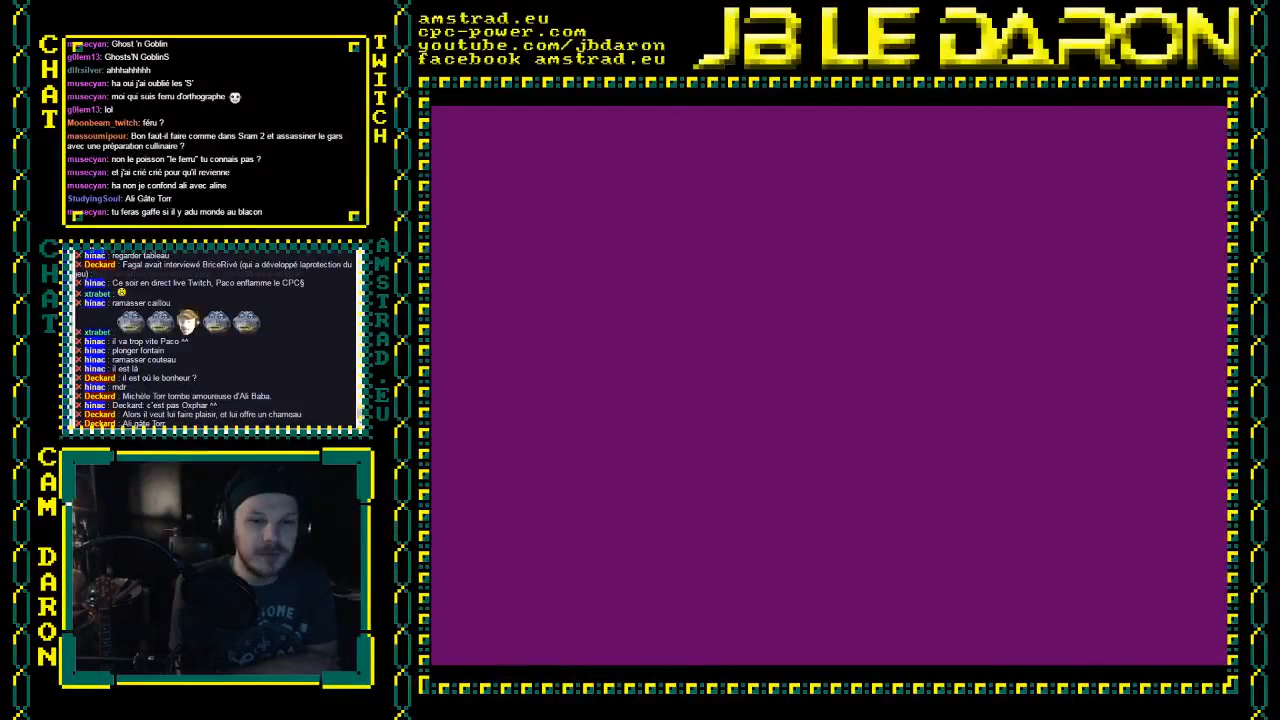 CHAT
TWITCH
musecyan: Ghost 'n Goblin
g0lem13: Ghosts'N GoblinS
dlfrsilver: ahhhahhhhh
musecyan: ha oui j'ai oublié les 'S'
musecyan: moi qui suis ferru d'orthographe
g0lem13: lol
Moonbeam_twitch: féru ?
massoumipour: Bon faut-il faire comme dans Sram 2 et assassiner le gars
avec une préparation cullinaire ?
musecyan: non le poisson "le ferru" tu connais pas ?
musecyan: et j'ai crié crié pour qu'il revienne
musecyan: ha non je confond ali avec aline
StudyingSoul: Ali Gâte Torr
musecyan: tu feras gaffe si il y adu monde au blacon
CHAT
AMSTRAD.EU
hinac : regarder tableau
Deckard : Fagal avait interviewé BriceRivé (qui a développé laprotection du
jeu) :
hinac : Ce soir en direct live Twitch, Paco enflamme le CPC§
xtrabet :
hinac : ramasser caillou
xtrabet
hinac : il va trop vite Paco ^^
hinac : plonger fontain
hinac : ramasser couteau
hinac : il est là
Deckard : il est où le bonheur ?
hinac : mdr
Deckard : Michèle Torr tombe amoureuse d'Ali Baba.
hinac : Deckard: c'est pas Oxphar ^^
Deckard : Alors il veut lui faire plaisir, et lui offre un chameau
Deckard : Ali gâte Torr
CAM DARON
amstrad.eu
cpc-power.com
youtube.com/jbdaron
facebook amstrad.eu
JB LE DARON